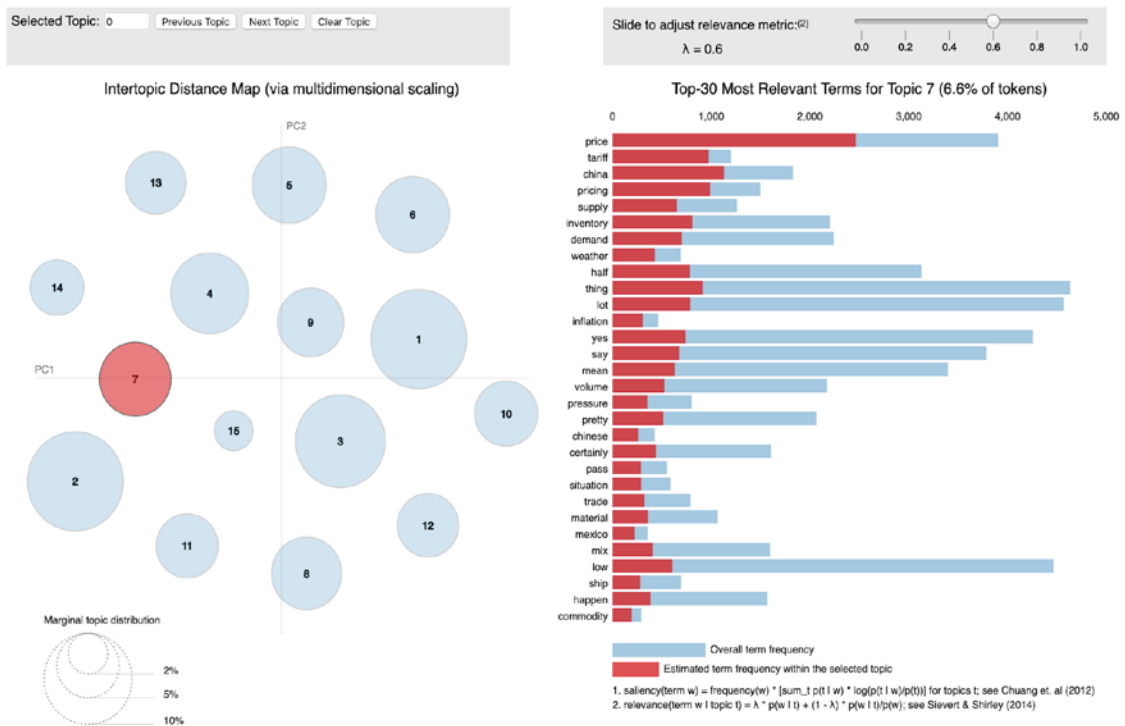 Selected Topic: 0 Previous Topic Next Topic Clear Topic
Slide to adjust relevance metric:(2)
λ = 0.6
0.0 0.2 0.4 0.6 0.8 1.0
Intertopic Distance Map (via multidimensional scaling)
PC2
PC1
13
5
6
14
4
9
1
7
10
15
3
2
12
11
8
Marginal topic distribution
2%
5%
10%
Top-30 Most Relevant Terms for Topic 7 (6.6% of tokens)
0 1,000 2,000 3,000 4,000 5,000
price
tariff
china
pricing
supply
inventory
demand
weather
half
thing
lot
inflation
yes
say
mean
volume
pressure
pretty
chinese
certainly
pass
situation
trade
material
mexico
mix
low
ship
happen
commodity
Overall term frequency
Estimated term frequency within the selected topic
1. saliency(term w) = frequency(w) * [sum_t p(t | w) * log(p(t | w)/p(t))] for topics t; see Chuang et. al (2012)
2. relevance(term w | topic t) = λ * p(w | t) + (1 - λ) * p(w | t)/p(w); see Sievert & Shirley (2014)